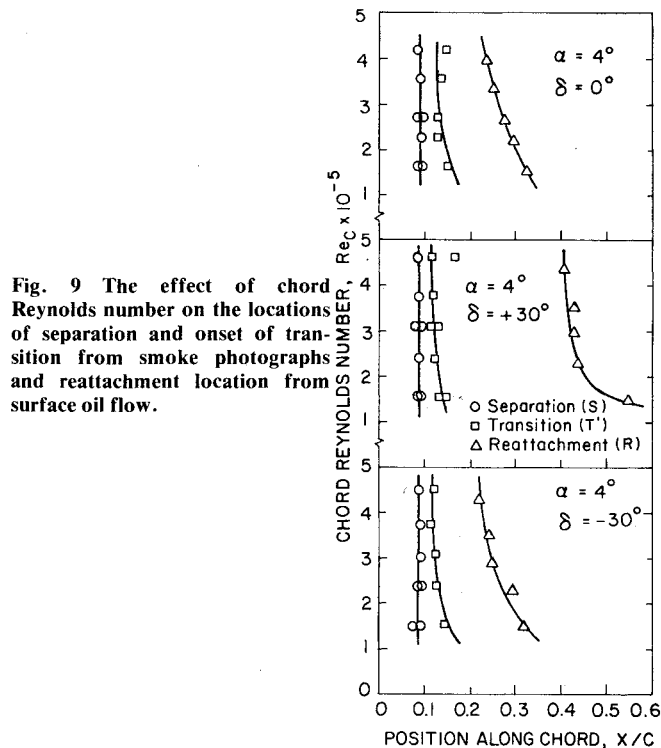 Fig. 9 The effect of chord
Reynolds number on the locations
of separation and onset of tran-
sition from smoke photographs
and reattachment location from
surface oil flow.
CHORD REYNOLDS NUMBER, Re_C x 10^-5
5
4
3
2
1
α = 4°
δ = 0°
5
4
3
2
1
α = 4°
δ = +30°
○ Separation (S)
□ Transition (T')
△ Reattachment (R)
5
4
3
2
1
0
α = 4°
δ = -30°
0 0.1 0.2 0.3 0.4 0.5 0.6
POSITION ALONG CHORD, X/C